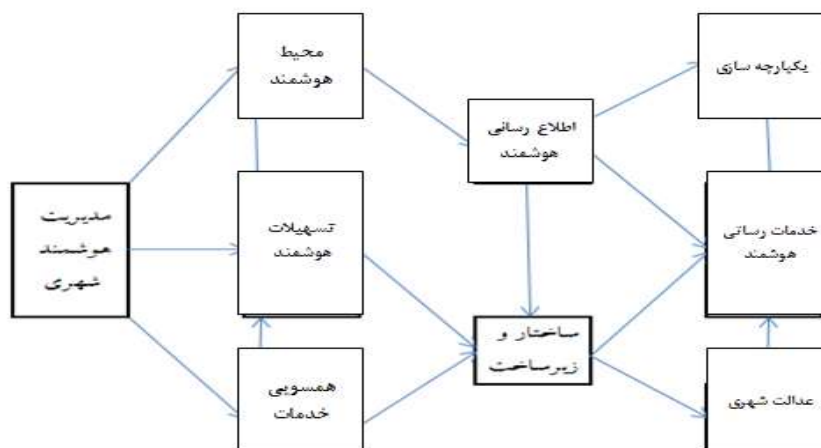 محیط
هوشمند
یکپارچه سازی
اطلاع رسانی
هوشمند
مدیریت
هوشمند
شهری
تسهیلات
هوشمند
خدمات رسانی
هوشمند
ساختار و
زیرساخت
همسویی
خدمات
عدالت شهری